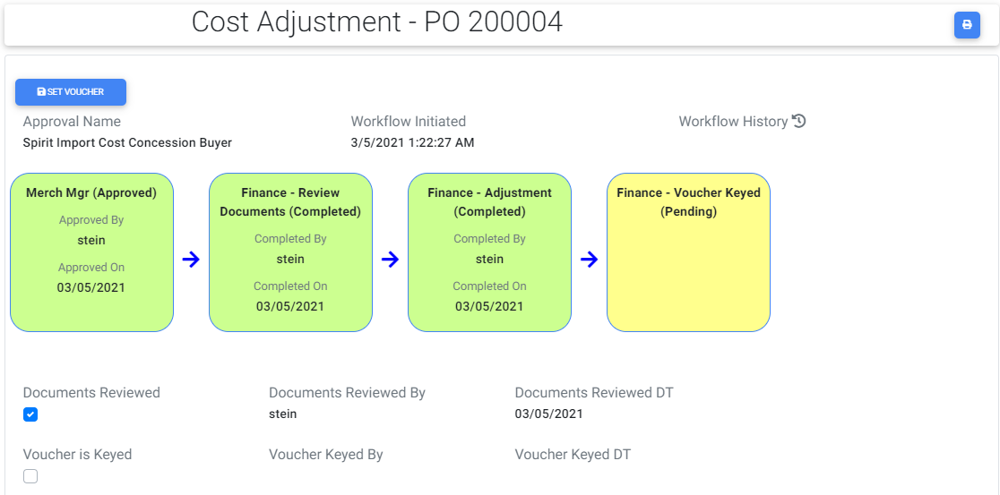 Cost Adjustment - PO 200004
SET VOUCHER
Approval Name
Workflow Initiated
Workflow History
Spirit Import Cost Concession Buyer
3/5/2021 1:22:27 AM
Merch Mgr (Approved)
Approved By
stein
Approved On
03/05/2021
Finance - Review
Documents (Completed)
Completed By
stein
Completed On
03/05/2021
Finance - Adjustment
(Completed)
Completed By
stein
Completed On
03/05/2021
Finance - Voucher Keyed
(Pending)
Documents Reviewed
Documents Reviewed By
Documents Reviewed DT
stein
03/05/2021
Voucher is Keyed
Voucher Keyed By
Voucher Keyed DT